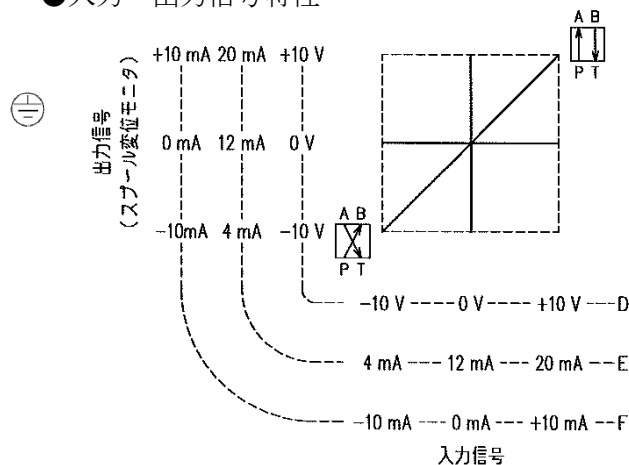 ●入力－出力信号特性
A B
P T
+10 mA 20 mA +10 V
0 mA 12 mA 0 V
-10mA 4 mA -10 V
出力信号
(スプール変位モニタ)
A B
P T
-10 V 0 V +10 V D
4 mA 12 mA 20 mA E
-10 mA 0 mA +10 mA F
入力信号